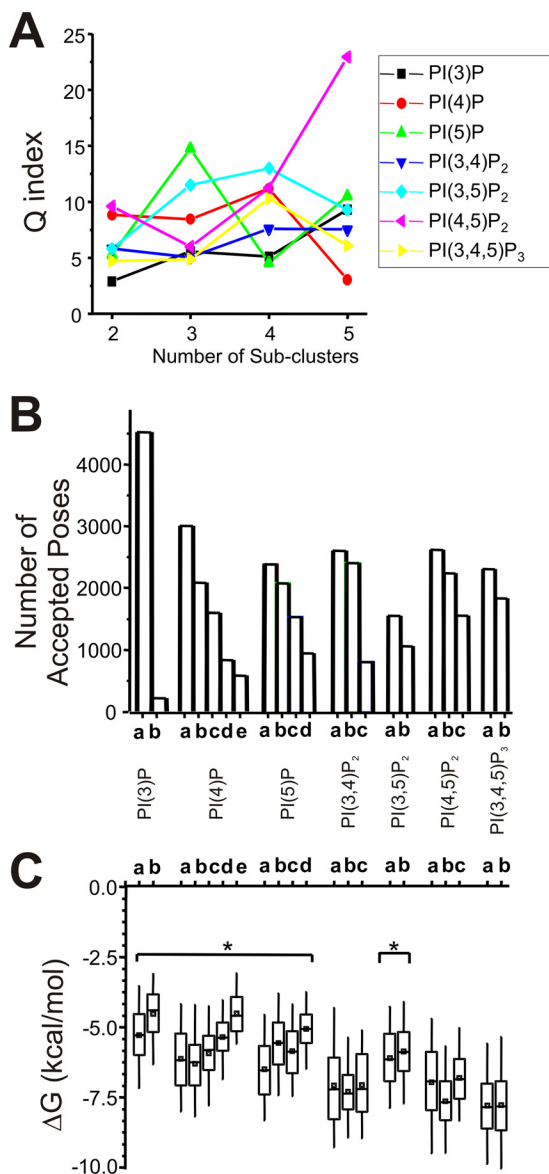 A
25
20
15
10
5
0
Q index
2 3 4 5
Number of Sub-clusters
PI(3)P
PI(4)P
PI(5)P
PI(3,4)P₂
PI(3,5)P₂
PI(4,5)P₂
PI(3,4,5)P₃
B
4000
3000
2000
1000
0
Number of
Accepted Poses
a b a b c d e a b c d a b c a b a b c a b
PI(3)P
PI(4)P
PI(5)P
PI(3,4)P₂
PI(3,5)P₂
PI(4,5)P₂
PI(3,4,5)P₃
C
a b a b c d e a b c d a b c a b a b c a b
0.0
-2.5
-5.0
-7.5
-10.0
ΔG (kcal/mol)
* *